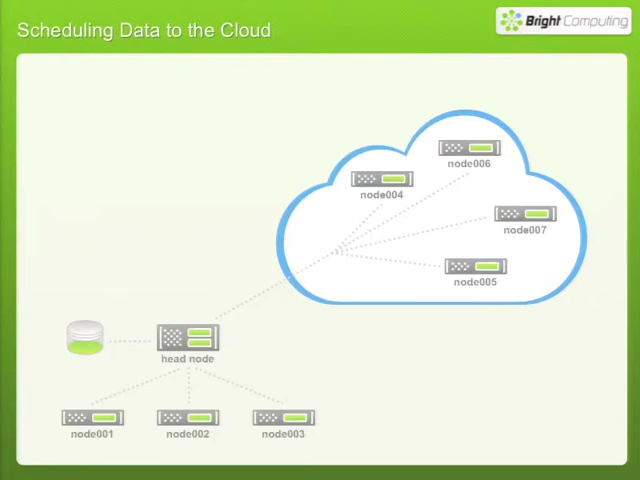 Scheduling Data to the Cloud
Bright Computing
node006
node004
node007
node005
head node
node001
node002
node003